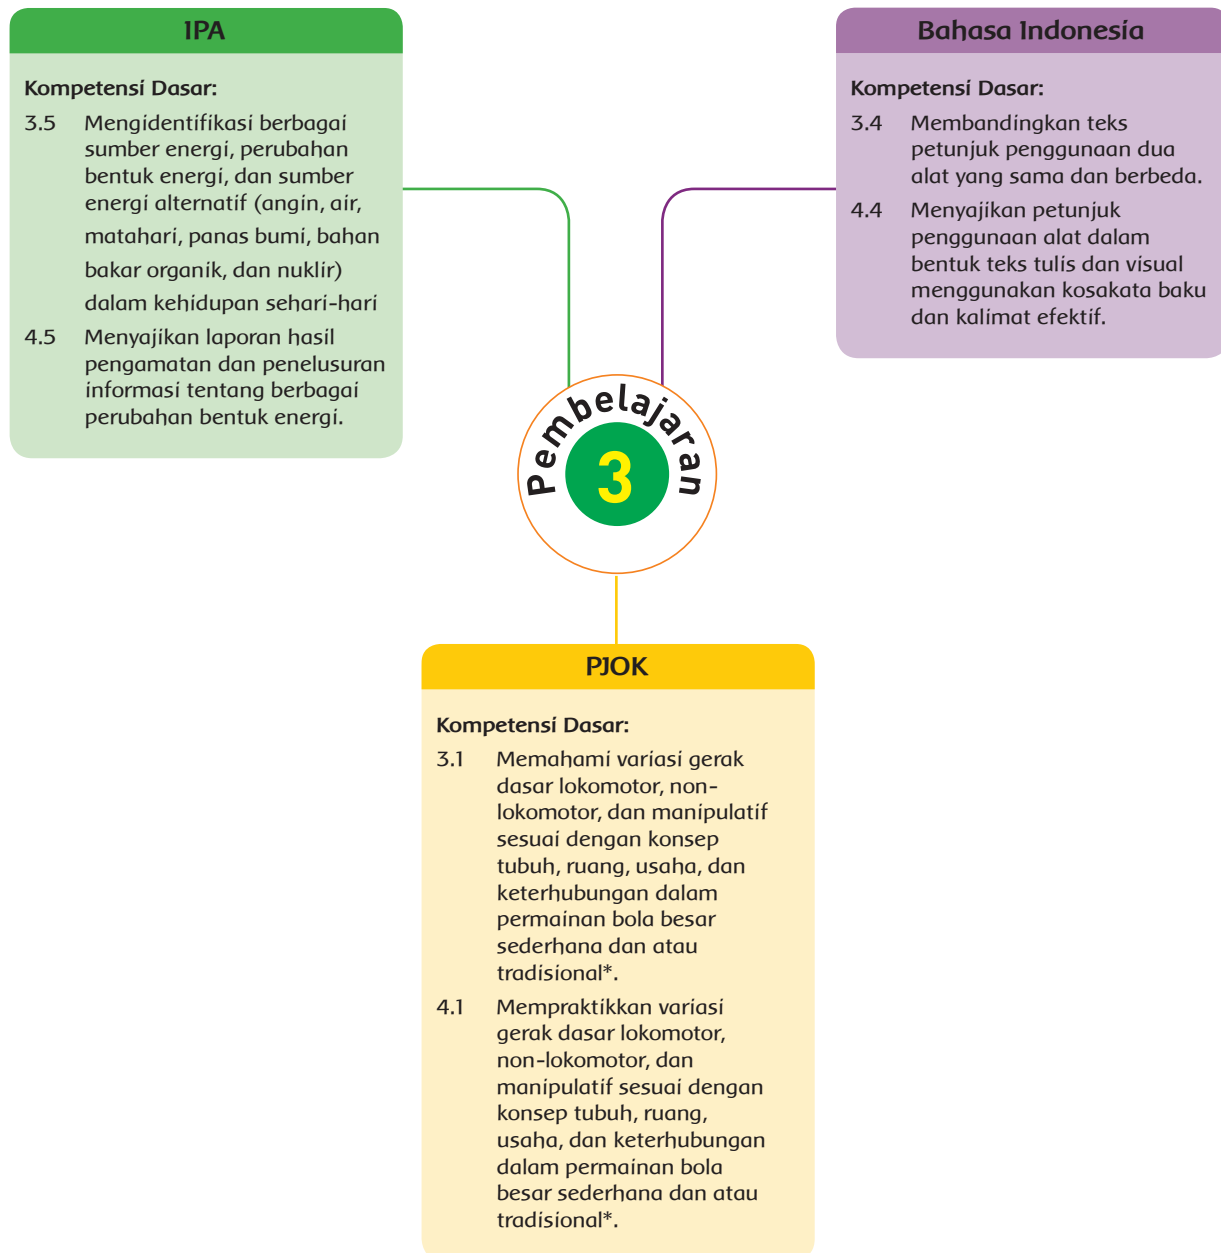 IPA
Kompetensi Dasar:
3.5 Mengidentifikasi berbagai
sumber energi, perubahan
bentuk energi, dan sumber
energi alternatif (angin, air,
matahari, panas bumi, bahan
bakar organik, dan nuklir)
dalam kehidupan sehari-hari
4.5 Menyajikan laporan hasil
pengamatan dan penelusuran
informasi tentang berbagai
perubahan bentuk energi.
Bahasa Indonesia
Kompetensi Dasar:
3.4 Membandingkan teks
petunjuk penggunaan dua
alat yang sama dan berbeda.
4.4 Menyajikan petunjuk
penggunaan alat dalam
bentuk teks tulis dan visual
menggunakan kosakata baku
dan kalimat efektif.
Pembelajaran
3
PJOK
Kompetensi Dasar:
3.1 Memahami variasi gerak
dasar lokomotor, non-
lokomotor, dan manipulatif
sesuai dengan konsep
tubuh, ruang, usaha, dan
keterhubungan dalam
permainan bola besar
sederhana dan atau
tradisional*.
4.1 Mempraktikkan variasi
gerak dasar lokomotor,
non-lokomotor, dan
manipulatif sesuai dengan
konsep tubuh, ruang,
usaha, dan keterhubungan
dalam permainan bola
besar sederhana dan atau
tradisional*.